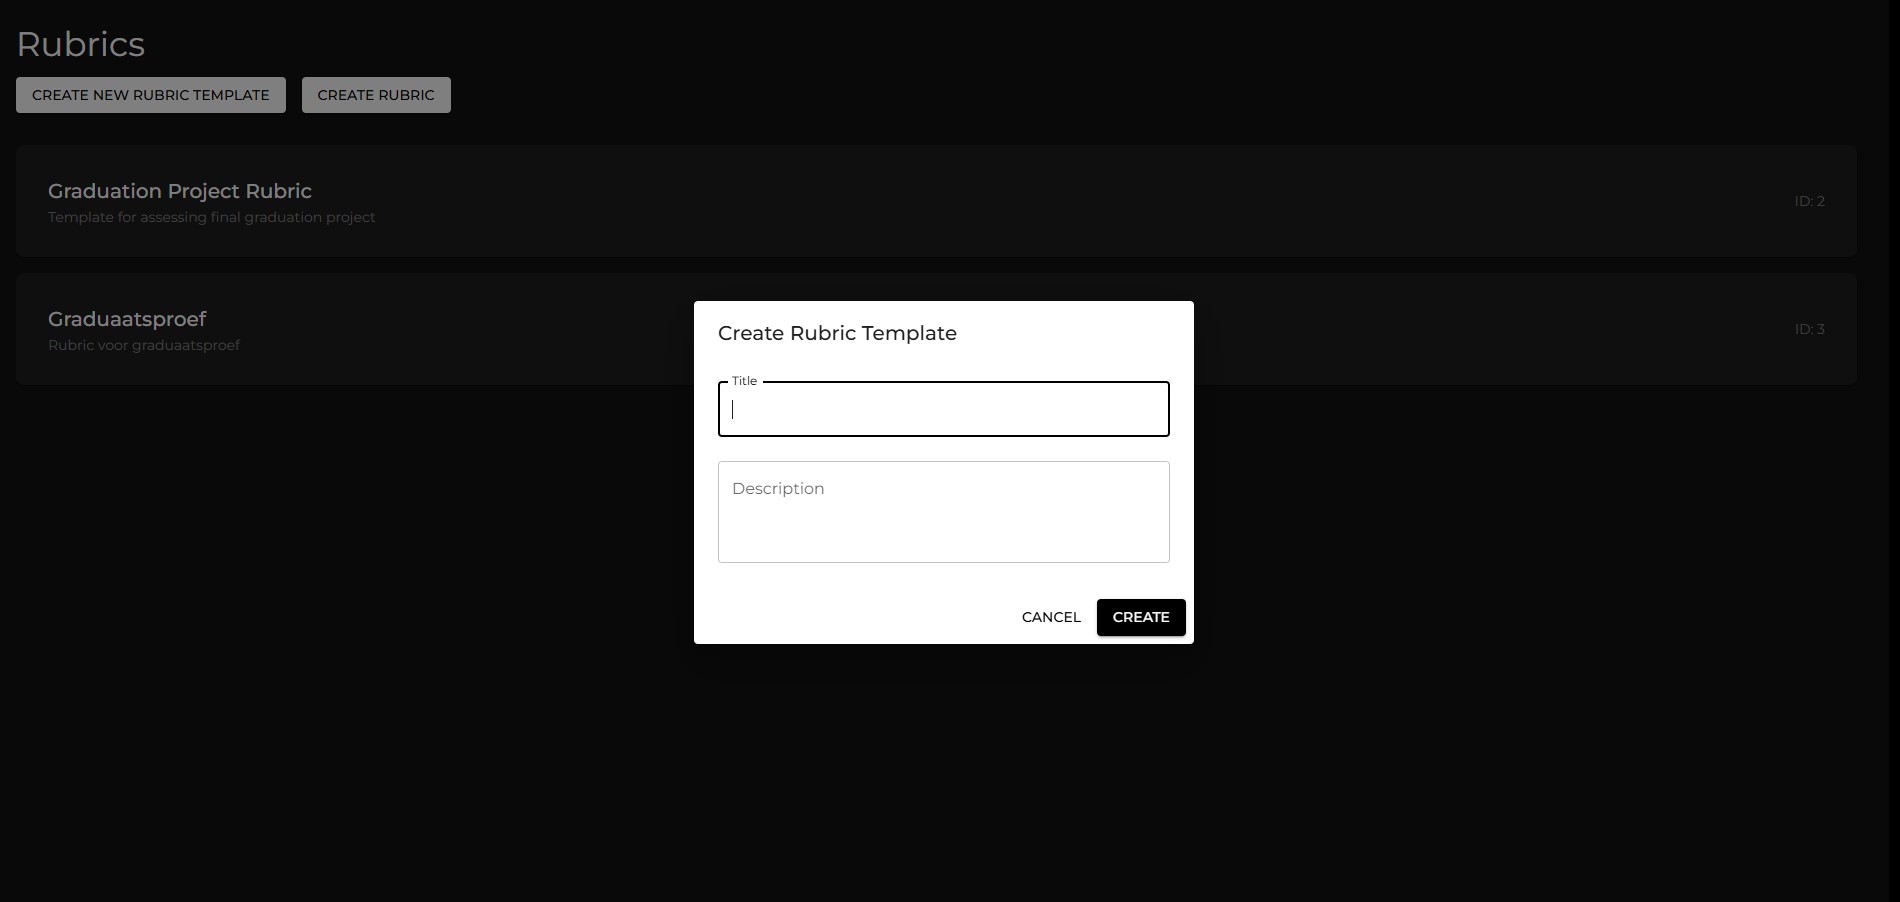 Rubrics
CREATE NEW RUBRIC TEMPLATE
CREATE RUBRIC
Graduation Project Rubric
Template for assessing final graduation project
ID: 2
Graduaatsproef
Rubric voor graduaatsproef
ID: 3
Create Rubric Template
Title
Description
CANCEL
CREATE